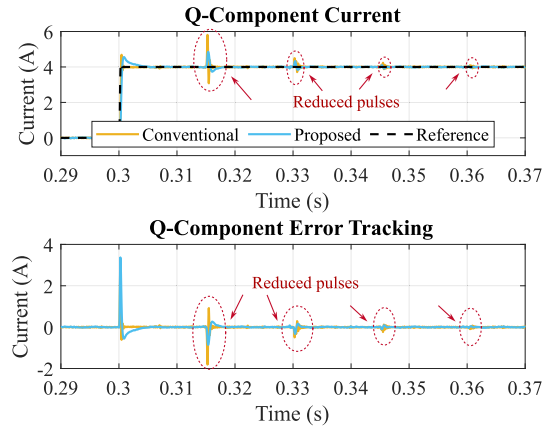 Q-Component Current
Current (A)
6
4
2
0
Reduced pulses
Conventional Proposed Reference
0.29 0.3 0.31 0.32 0.33 0.34 0.35 0.36 0.37
Time (s)
Q-Component Error Tracking
Current (A)
4
2
0
-2
Reduced pulses
0.29 0.3 0.31 0.32 0.33 0.34 0.35 0.36 0.37
Time (s)